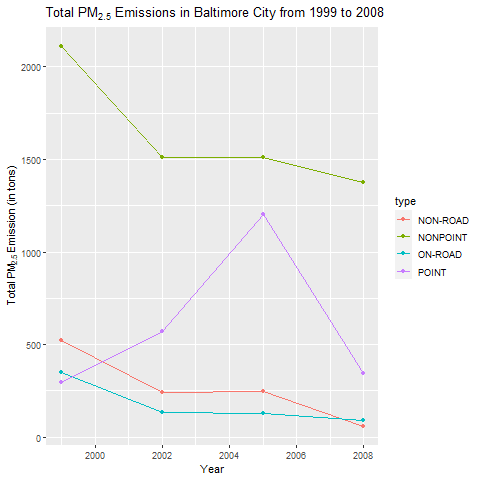 Total PM2.5 Emissions in Baltimore City from 1999 to 2008
Total PM2.5 Emission (in tons)
2000
1500
1000
500
0
2000
2002
2004
2006
2008
Year
type
NON-ROAD
NONPOINT
ON-ROAD
POINT